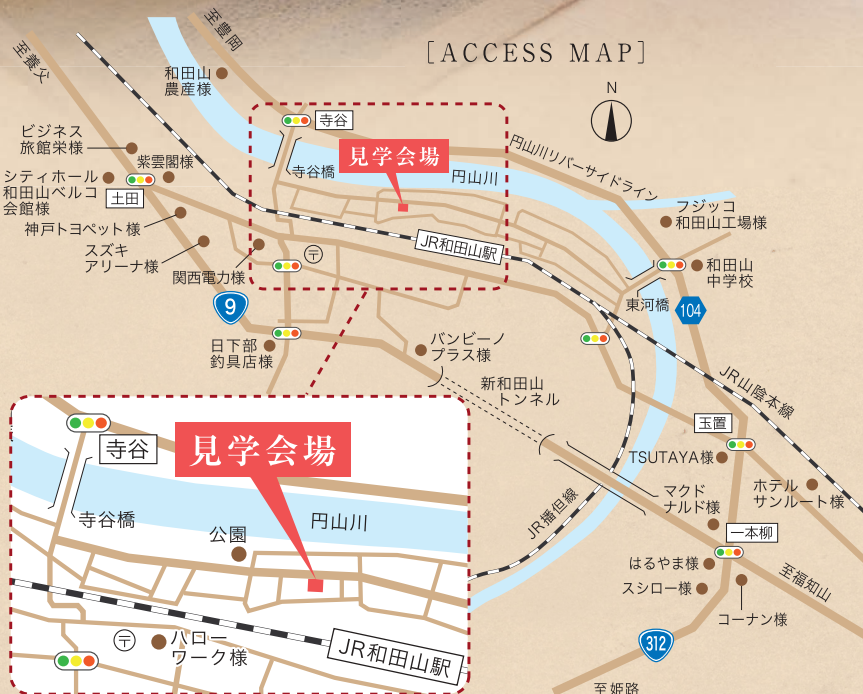 [ACCESS MAP]
N
至養父
至豊岡
和田山
農産様
寺谷
見学会場
円山川リバーサイドライン
ビジネス
旅館栄様
紫雲閣様
寺谷橋
円山川
シティホール
和田山ベルコ
会館様
土田
フジッコ
和田山工場様
神戸トヨペット様
スズキ
アリーナ様
関西電力様
〒
JR和田山駅
和田山
中学校
東河橋
104
9
日下部
釣具店様
バンビーノ
プラス様
新和田山
トンネル
JR山陰本線
玉置
TSUTAYA様
ホテル
サンルート様
マクド
ナルド様
JR播但線
一本柳
はるやま様
スシロー様
コーナン様
至福知山
312
至姫路
寺谷
見学会場
寺谷橋
円山川
公園
〒
ハロー
ワーク様
JR和田山駅